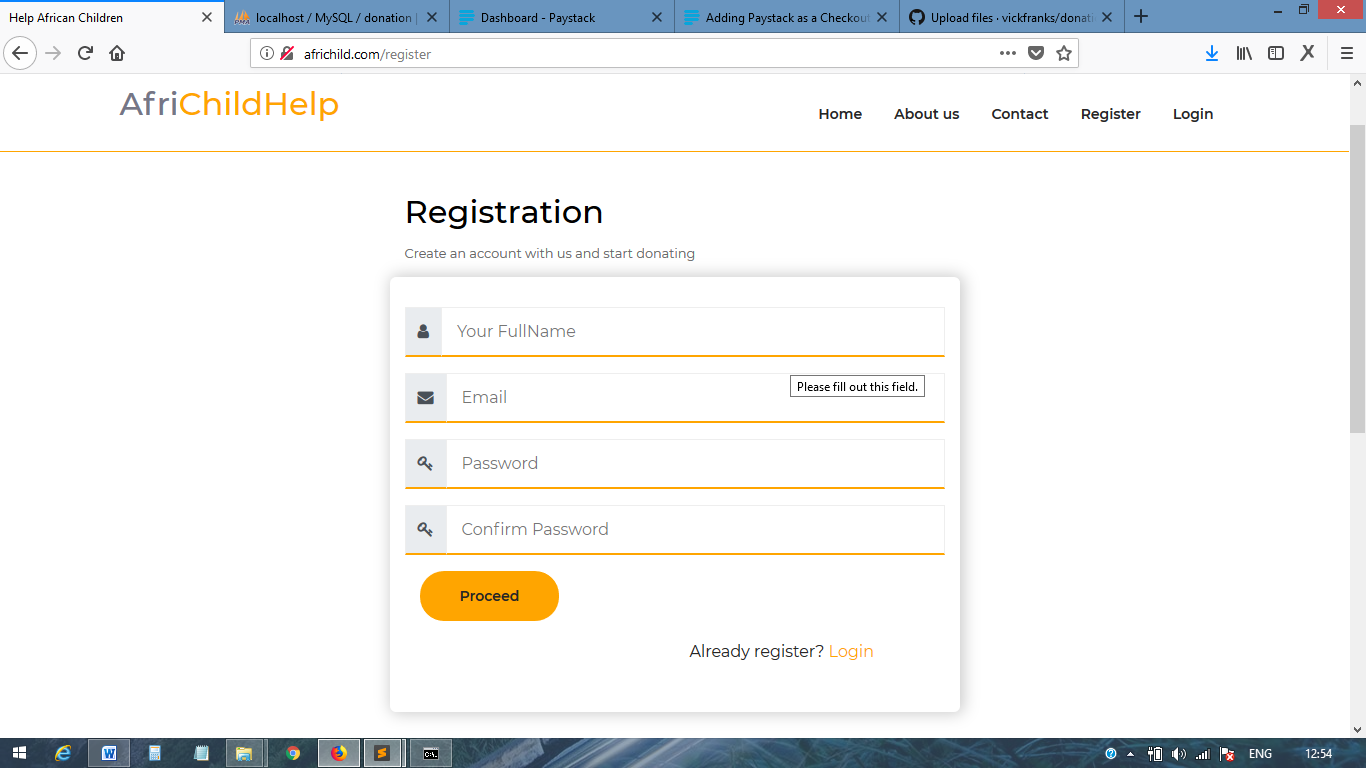 Help African Children
localhost / MySQL / donation |
Dashboard - Paystack
Adding Paystack as a Checkout
Upload files · vickfranks/donati
africhild.com/register
AfriChildHelp
Home
About us
Contact
Register
Login
Registration
Create an account with us and start donating
Your FullName
Please fill out this field.
Email
Password
Confirm Password
Proceed
Already register? Login
ENG
12:54